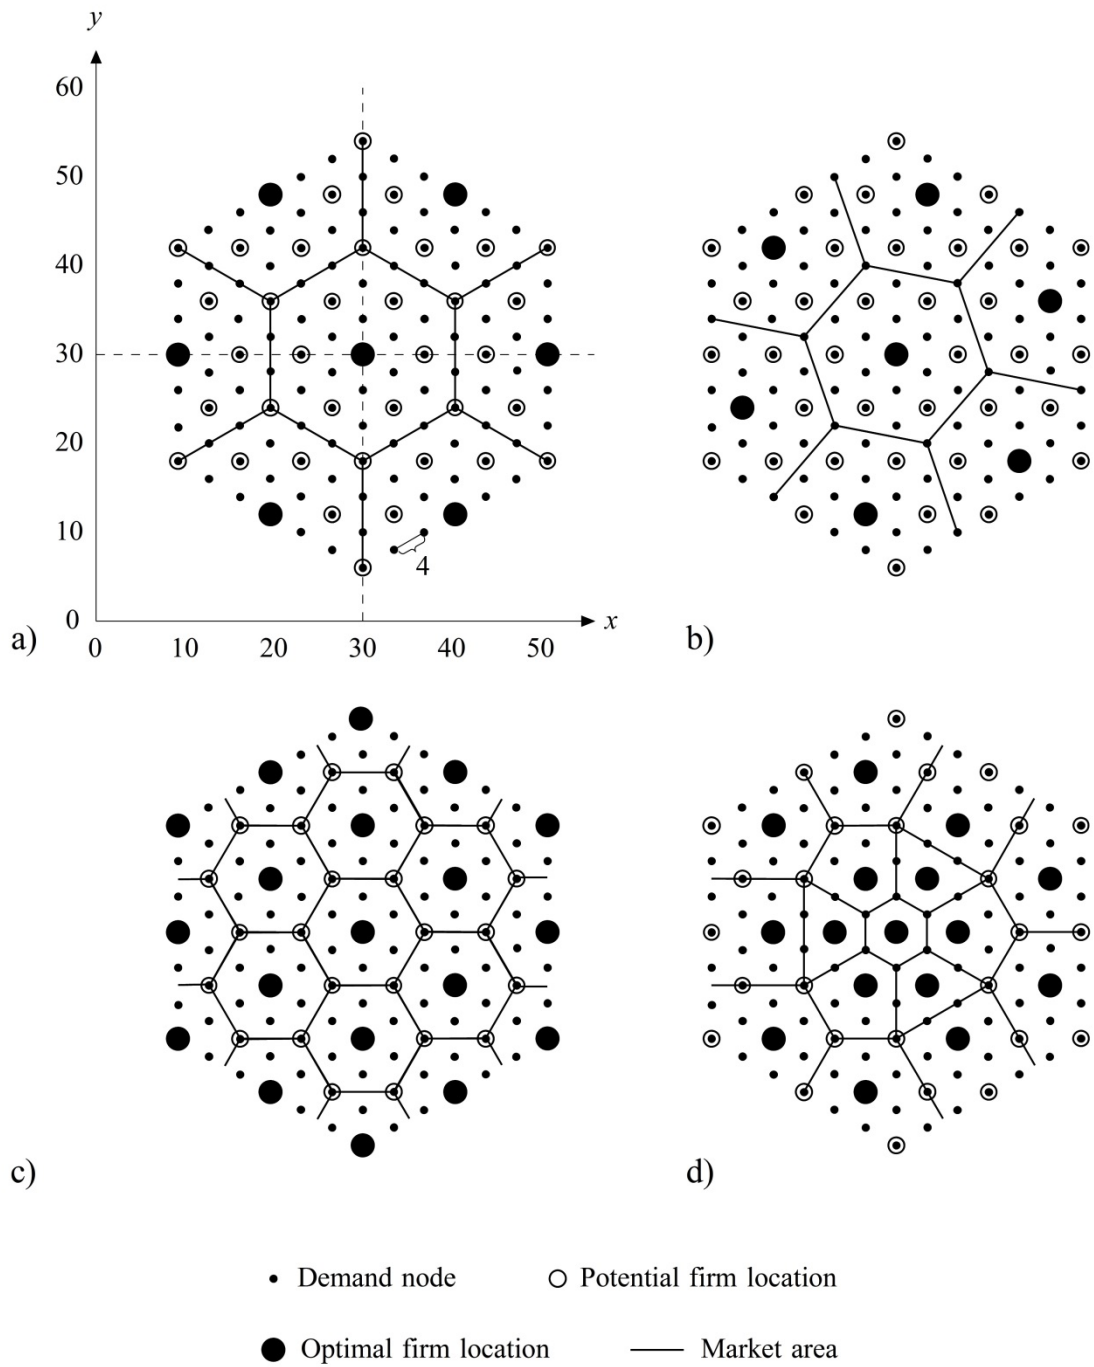 y
60
50
40
30
20
10
0
4
x
0 10 20 30 40 50
a)
b)
c)
d)
Demand node
Potential firm location
Optimal firm location
Market area